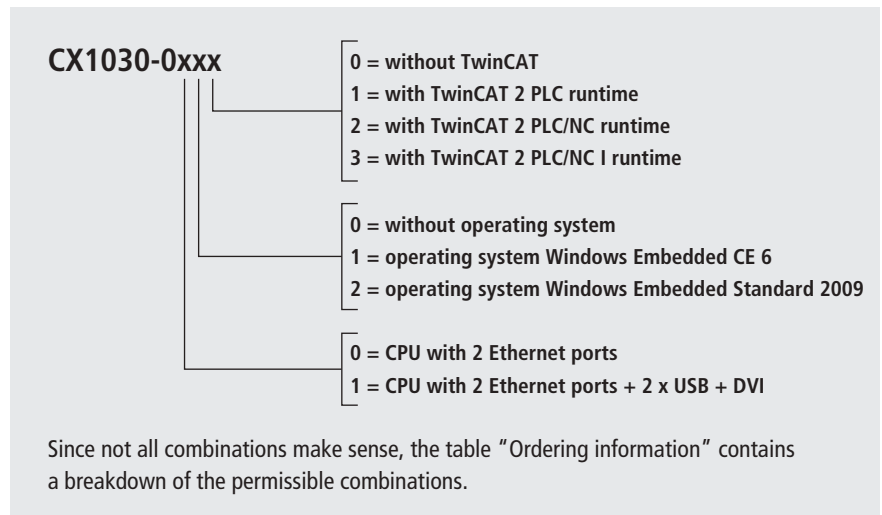 CX1030-0xxx
0 = without TwinCAT
1 = with TwinCAT 2 PLC runtime
2 = with TwinCAT 2 PLC/NC runtime
3 = with TwinCAT 2 PLC/NC I runtime
0 = without operating system
1 = operating system Windows Embedded CE 6
2 = operating system Windows Embedded Standard 2009
0 = CPU with 2 Ethernet ports
1 = CPU with 2 Ethernet ports + 2 x USB + DVI
Since not all combinations make sense, the table “Ordering information” contains
a breakdown of the permissible combinations.